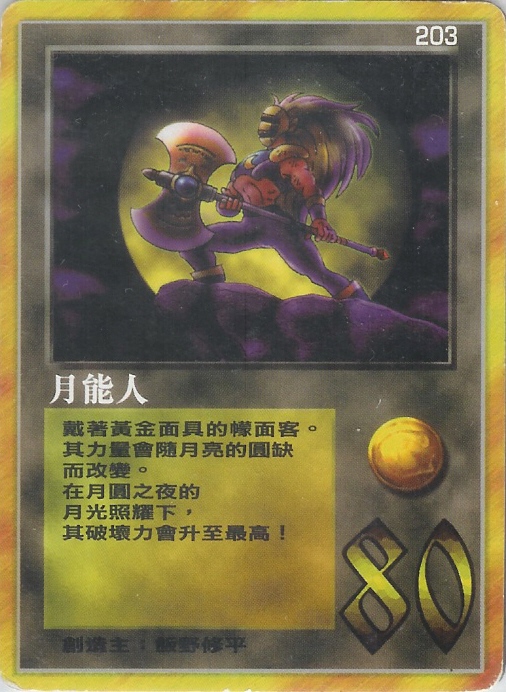 203
月能人
戴著黃金面具的幪面客。
其力量會隨月亮的圓缺
而改變。
在月圓之夜的
月光照耀下，
其破壞力會升至最高！
80
創造主：飯野修平